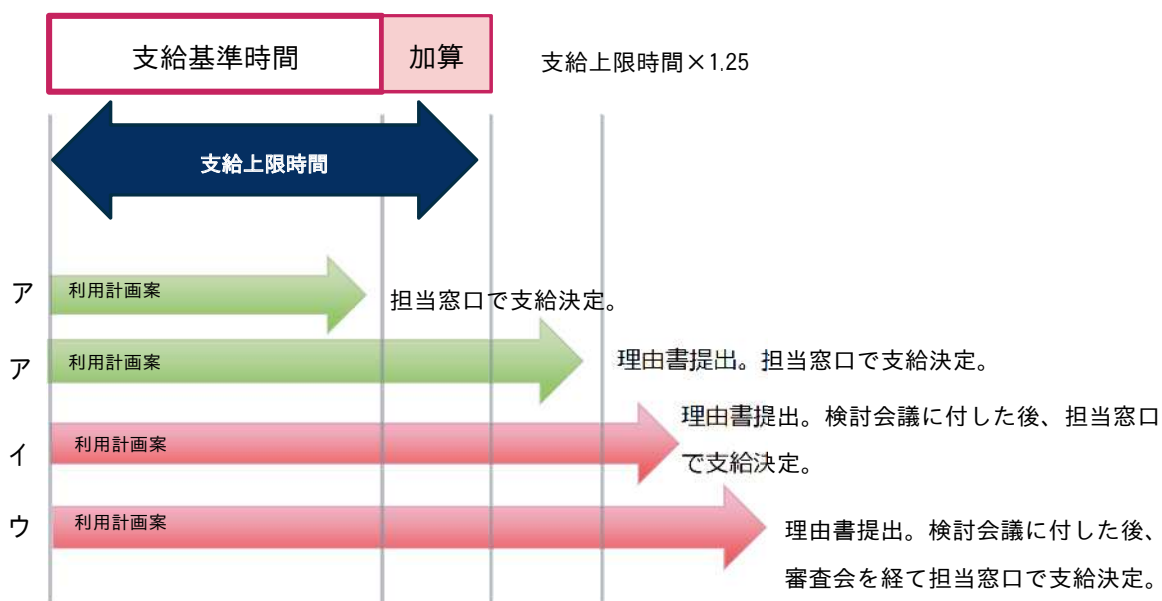 支給基準時間
加算
支給上限時間×1.25
支給上限時間
ア
利用計画案
担当窓口で支給決定。
ア
利用計画案
理由書提出。担当窓口で支給決定。
イ
利用計画案
理由書提出。検討会議に付した後、担当窓口
で支給決定。
ウ
利用計画案
理由書提出。検討会議に付した後、
審査会を経て担当窓口で支給決定。